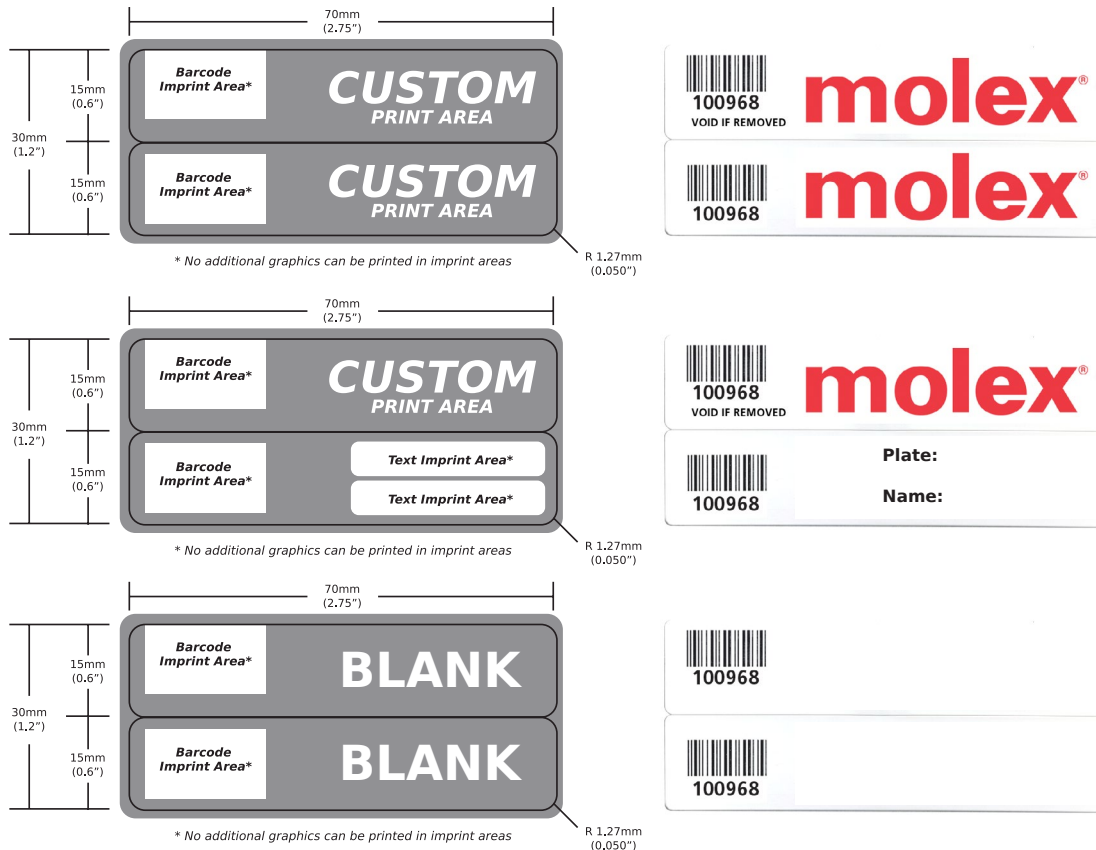 70mm
(2.75")
15mm
(0.6")
30mm
(1.2")
15mm
(0.6")
Barcode
Imprint Area*
CUSTOM
PRINT AREA
Barcode
Imprint Area*
CUSTOM
PRINT AREA
* No additional graphics can be printed in imprint areas
R 1.27mm
(0.050")
100968
VOID IF REMOVED
molex®
100968
molex®
70mm
(2.75")
15mm
(0.6")
30mm
(1.2")
15mm
(0.6")
Barcode
Imprint Area*
CUSTOM
PRINT AREA
Barcode
Imprint Area*
Text Imprint Area*
Text Imprint Area*
* No additional graphics can be printed in imprint areas
R 1.27mm
(0.050")
100968
VOID IF REMOVED
molex®
100968
Plate:
Name:
70mm
(2.75")
15mm
(0.6")
30mm
(1.2")
15mm
(0.6")
Barcode
Imprint Area*
BLANK
Barcode
Imprint Area*
BLANK
* No additional graphics can be printed in imprint areas
R 1.27mm
(0.050")
100968
100968